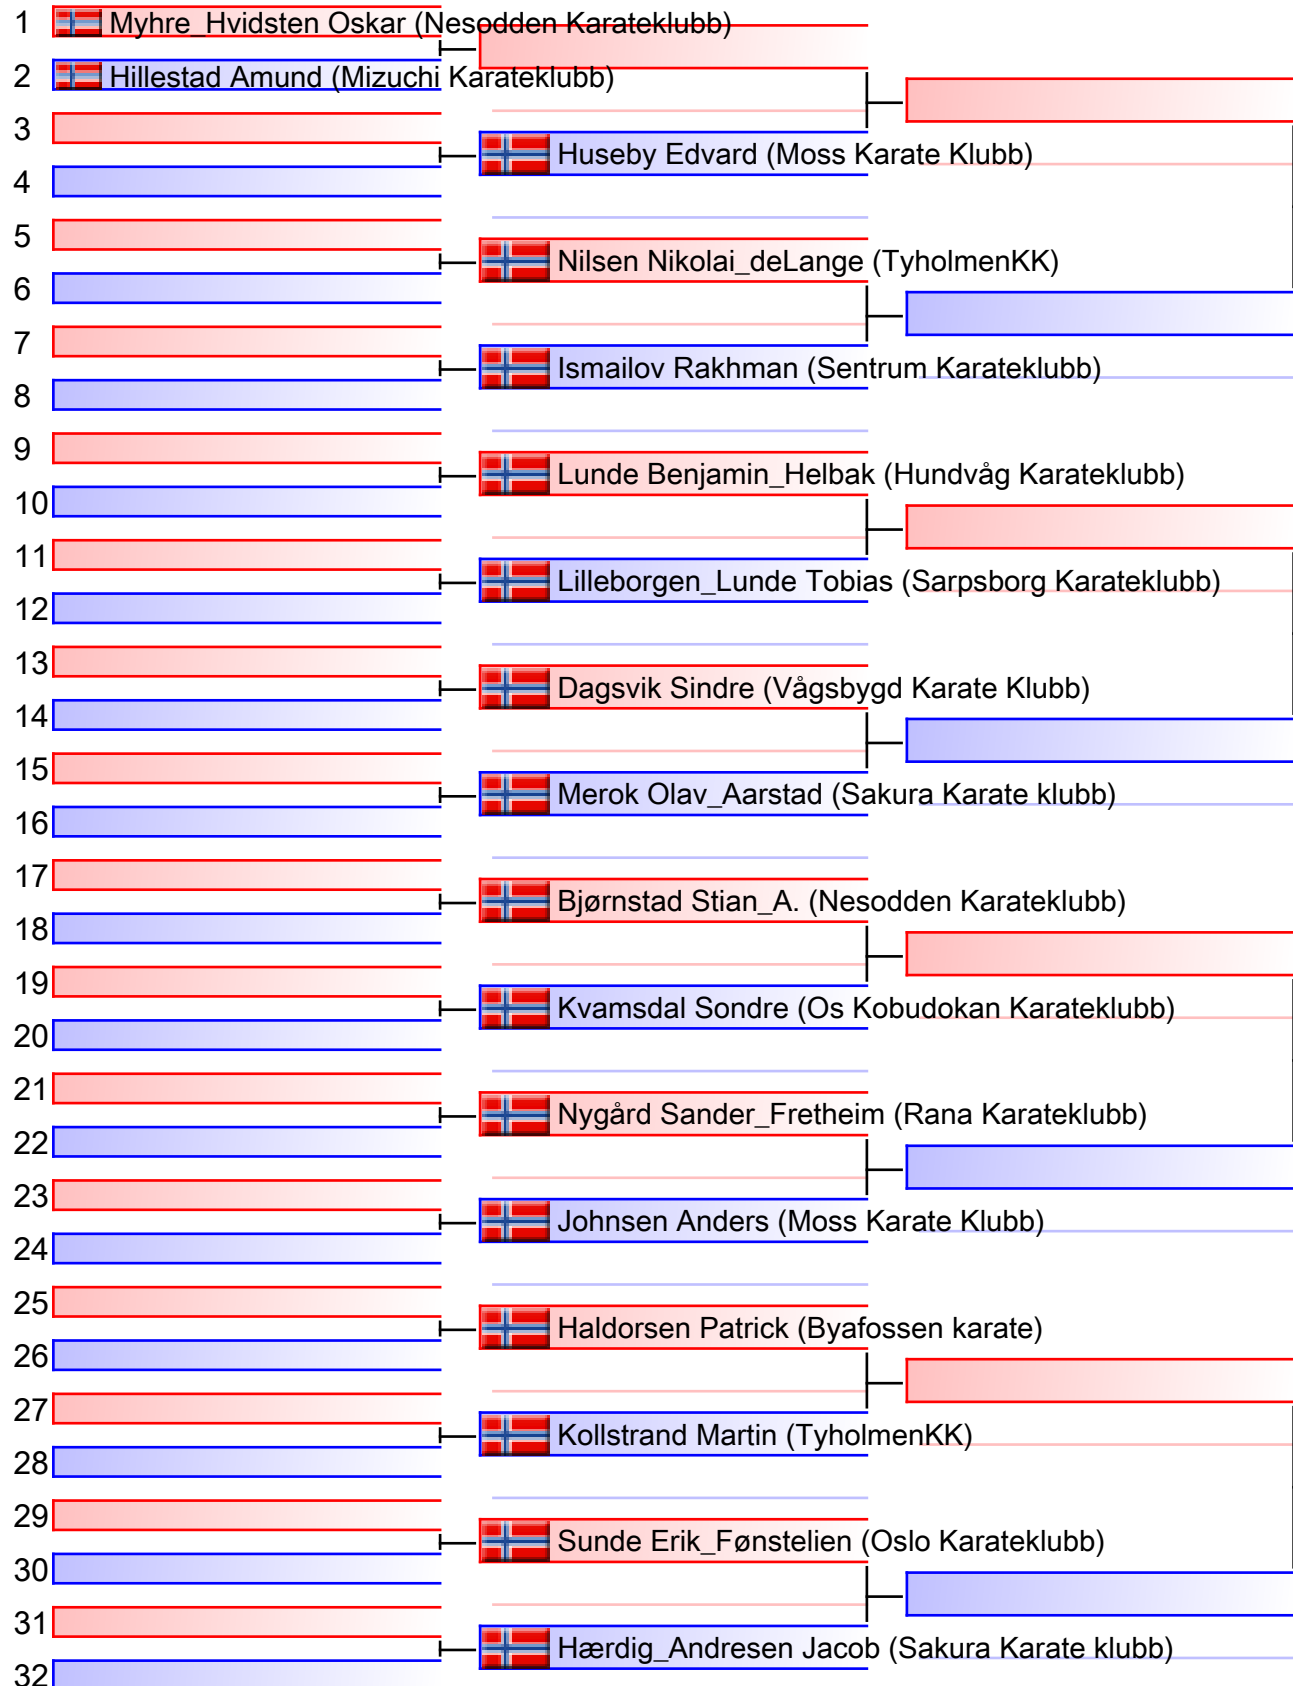 1 Myhre_Hvidsten Oskar (Nesodden Karateklubb)
2 Hillestad Amund (Mizuchi Karateklubb)
3
Huseby Edvard (Moss Karate Klubb)
4
5
Nilsen Nikolai_deLange (TyholmenKK)
6
7
Ismailov Rakhman (Sentrum Karateklubb)
8
9
Lunde Benjamin_Helbak (Hundvåg Karateklubb)
10
11
Lilleborgen_Lunde Tobias (Sarpsborg Karateklubb)
12
13
Dagsvik Sindre (Vågsbygd Karate Klubb)
14
15
Merok Olav_Aarstad (Sakura Karate klubb)
16
17
Bjørnstad Stian_A. (Nesodden Karateklubb)
18
19
Kvamsdal Sondre (Os Kobudokan Karateklubb)
20
21
Nygård Sander_Fretheim (Rana Karateklubb)
22
23
Johnsen Anders (Moss Karate Klubb)
24
25
Haldorsen Patrick (Byafossen karate)
26
27
Kollstrand Martin (TyholmenKK)
28
29
Sunde Erik_Fønstelien (Oslo Karateklubb)
30
31
Hærdig_Andresen Jacob (Sakura Karate klubb)
32